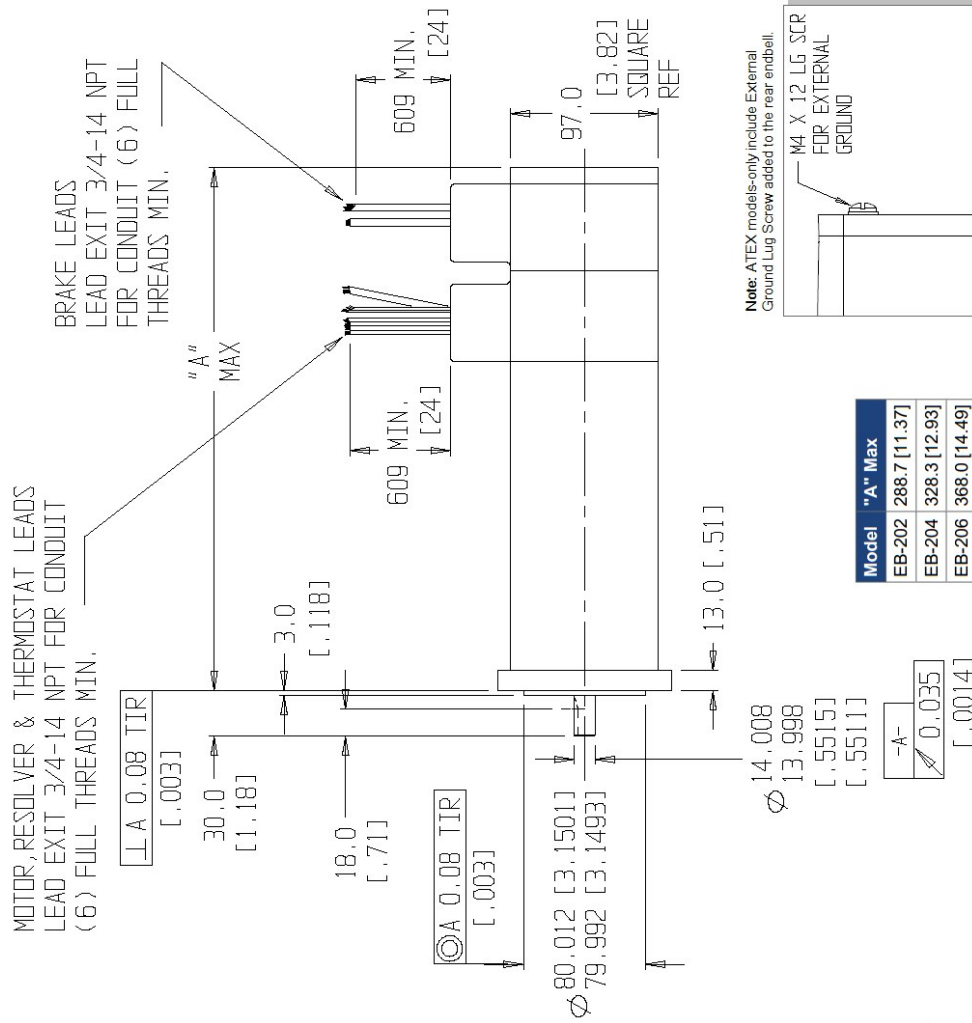 MOTOR,RESOLVER & THERMOSTAT LEADS
LEAD EXIT 3/4-14 NPT FOR CONDUIT
(6) FULL THREADS MIN.
BRAKE LEADS
LEAD EXIT 3/4-14 NPT
FOR CONDUIT (6) FULL
THREADS MIN.
"A"
MAX
⊥ A 0.08 TIR
[.003]
30.0
[1.18]
3.0
[.118]
18.0
[.71]
609 MIN.
[24]
609 MIN.
[24]
◎A 0.08 TIR
[.003]
Ø 80.012 [3.1501]
79.992 [3.1493]
97.0
[3.82]
SQUARE
REF
13.0 [.51]
Ø 14.008
13.998
[.5515]
[.5511]
-A-
0.035
[.0014]
Model "A" Max
EB-202 288.7 [11.37]
EB-204 328.3 [12.93]
EB-206 368.0 [14.49]
Note: ATEX models-only include External
Ground Lug Screw added to the rear endbell.
M4 X 12 LG SCR
FOR EXTERNAL
GROUND